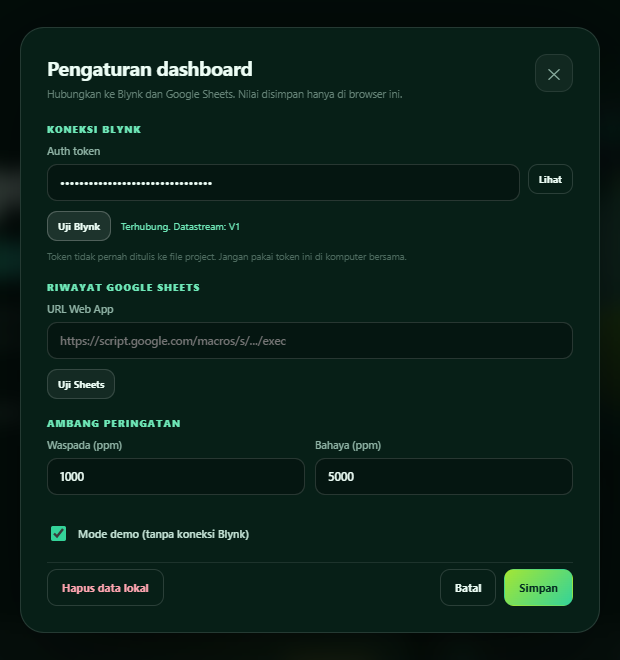 Pengaturan dashboard
Hubungkan ke Blynk dan Google Sheets. Nilai disimpan hanya di browser ini.
KONEKSI BLYNK
Auth token
••••••••••••••••••••••••••••••••
Lihat
Uji Blynk
Terhubung. Datastream: V1
Token tidak pernah ditulis ke file project. Jangan pakai token ini di komputer bersama.
RIWAYAT GOOGLE SHEETS
URL Web App
https://script.google.com/macros/s/.../exec
Uji Sheets
AMBANG PERINGATAN
Waspada (ppm)
Bahaya (ppm)
1000
5000
Mode demo (tanpa koneksi Blynk)
Hapus data lokal
Batal
Simpan